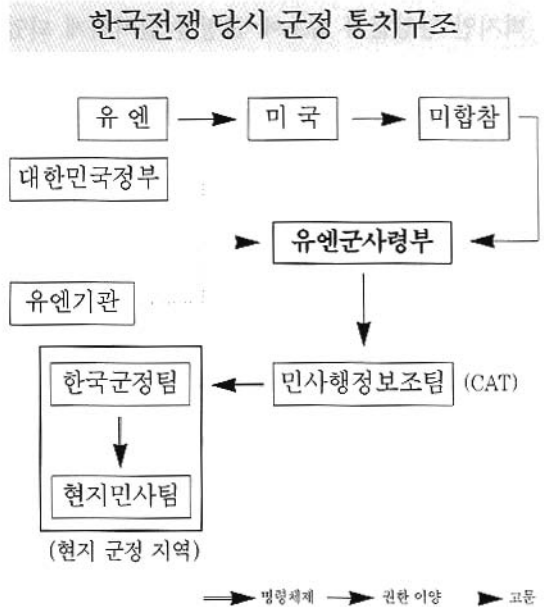 한국전쟁 당시 군정 통치구조
유 엔
미 국
미합참
대한민국정부
유엔군사령부
유엔기관
한국군정팀
민사행정보조팀 (CAT)
현지민사팀
(현지 군정 지역)
명령체제 권한 이양 고문